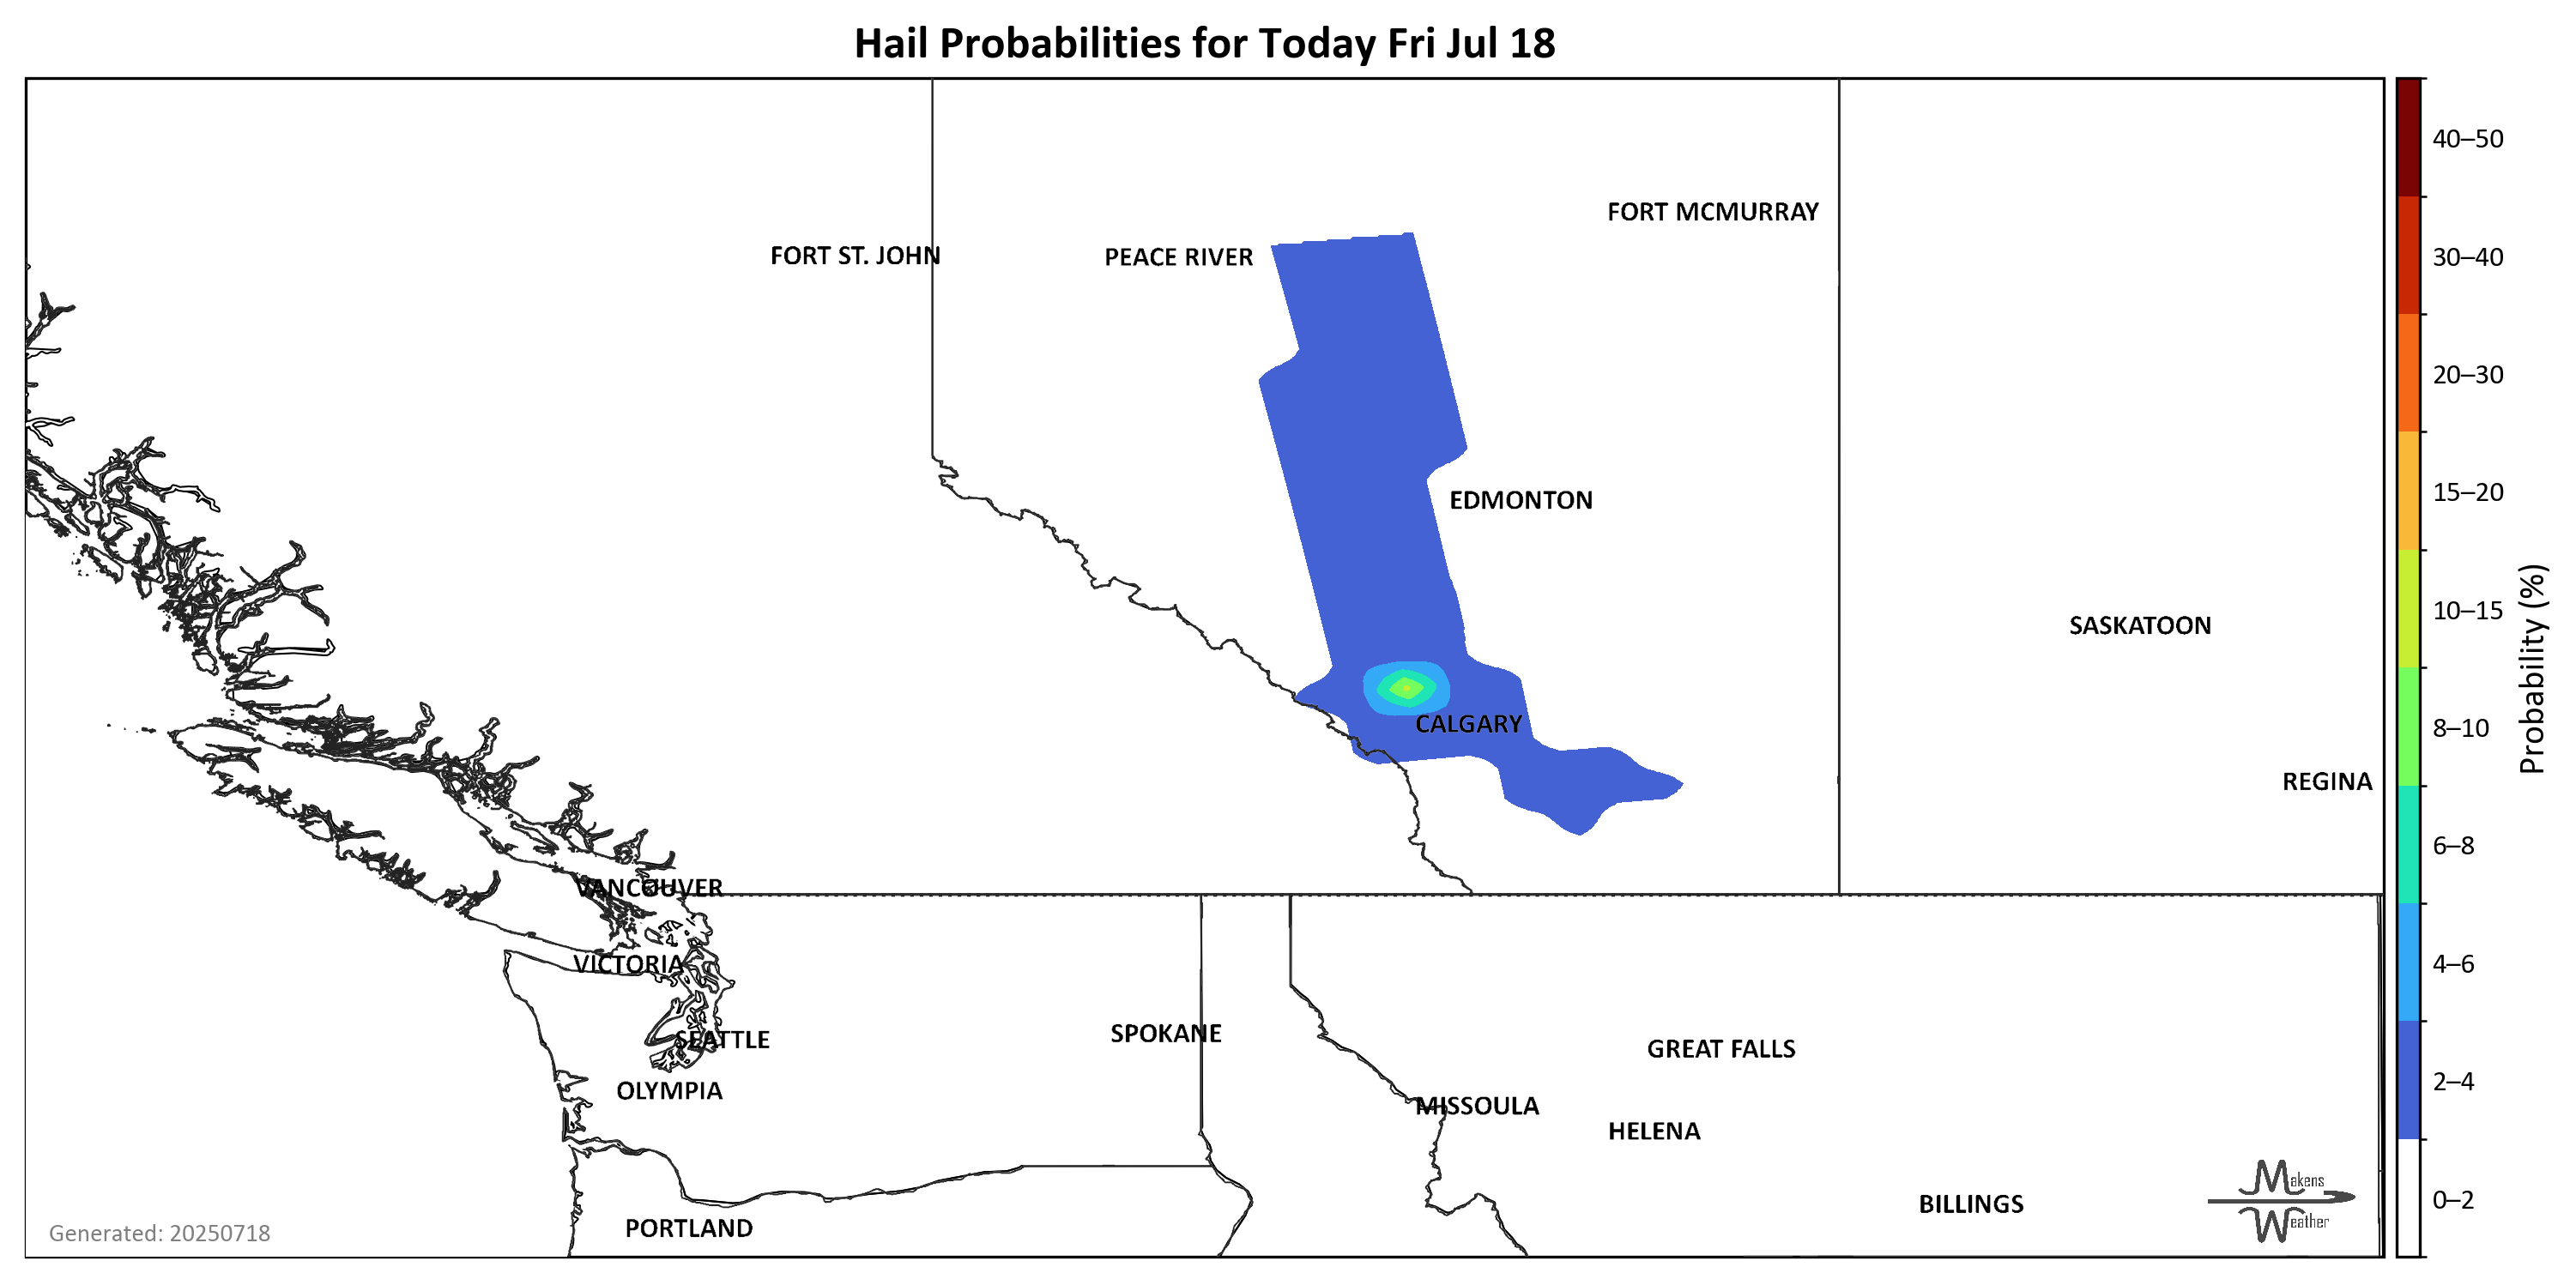 Hail Probabilities for Today Fri Jul 18
40–50
FORT MCMURRAY
FORT ST. JOHN
PEACE RIVER
30–40
20–30
EDMONTON
15–20
SASKATOON
10–15
CALGARY
8–10
Probability (%)
REGINA
6–8
VANCOUVER
VICTORIA
4–6
SEATTLE
SPOKANE
GREAT FALLS
OLYMPIA
2–4
MISSOULA
HELENA
Makens
Weather
BILLINGS
0–2
PORTLAND
Generated: 20250718